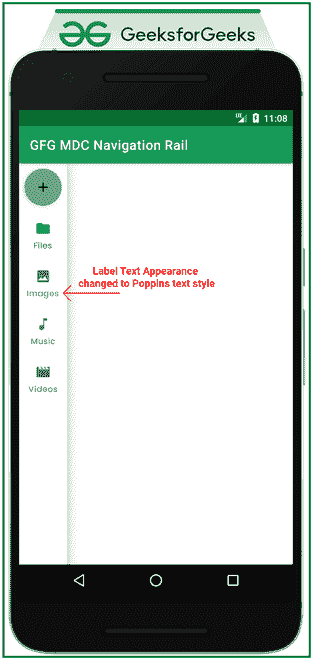 GeeksforGeeks
11:08
GFG MDC Navigation Rail
+
Files
Images
Label Text Appearance
changed to Poppins text style
Music
Videos